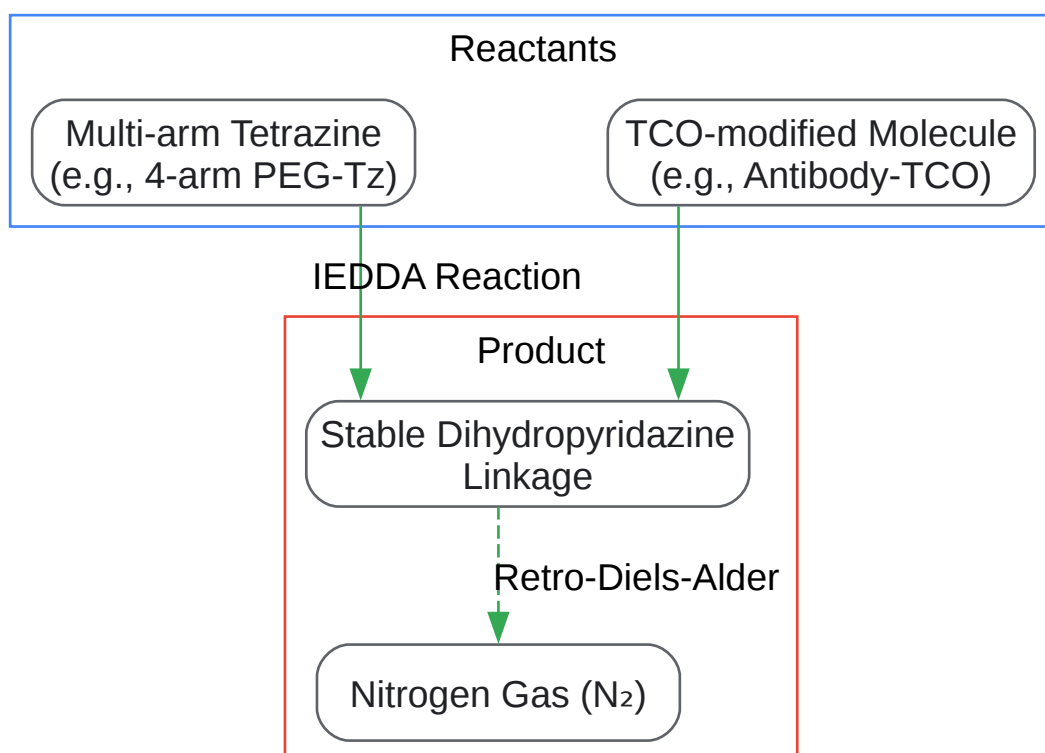 Reactants
Multi-arm Tetrazine
(e.g., 4-arm PEG-Tz)
TCO-modified Molecule
(e.g., Antibody-TCO)
IEDDA Reaction
Product
Stable Dihydropyridazine
Linkage
Retro-Diels-Alder
Nitrogen Gas (N₂)